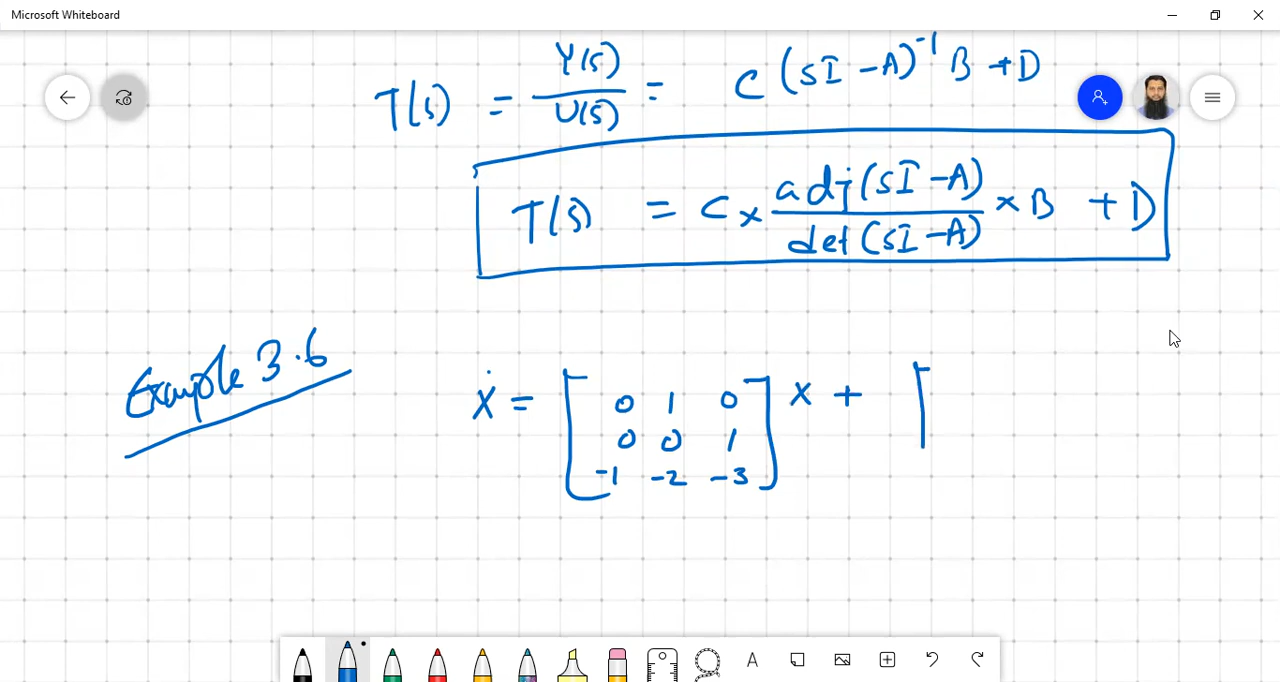 Microsoft Whiteboard
T(s) = Y(s)/U(s) = C (sI - A)^-1 B + D
T(s) = C × adj(sI - A)/det(sI - A) × B + D
Example 3.6
ẋ = [ 0 1 0 ] x + [
0 0 1
-1 -2 -3
A